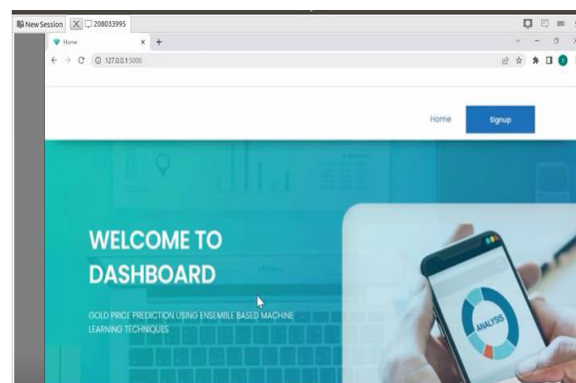 New Session
208033995
Home
127.0.0.1:5000
Home
Signup
WELCOME TO
DASHBOARD
GOLD PRICE PREDICTION USING ENSEMBLE BASED MACHINE
LEARNING TECHNIQUES
ANALYSIS